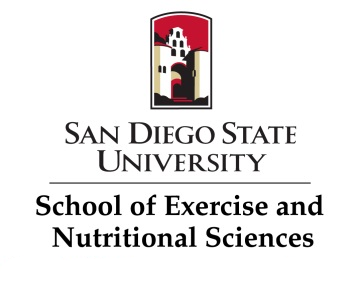 SAN DIEGO STATE
UNIVERSITY
School of Exercise and
Nutritional Sciences